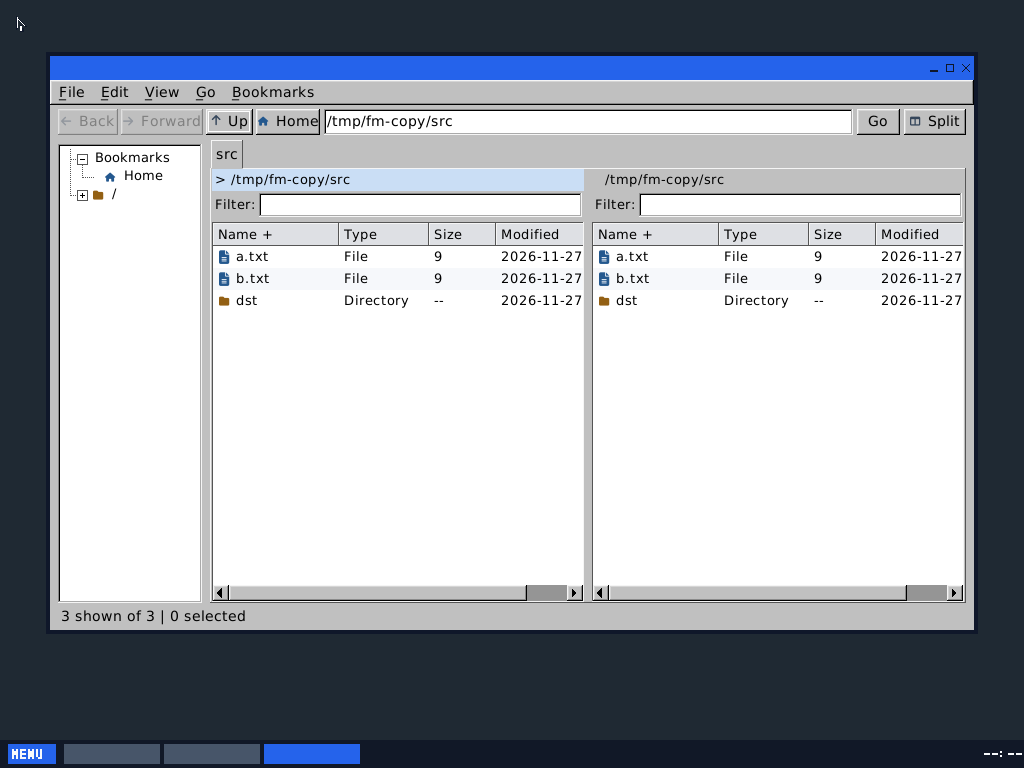 File Edit View Go Bookmarks
Back Forward Up Home /tmp/fm-copy/src Go Split
Bookmarks
Home
/
src
> /tmp/fm-copy/src
Filter:
Name + Type Size Modified
a.txt File 9 2026-11-27
b.txt File 9 2026-11-27
dst Directory -- 2026-11-27
/tmp/fm-copy/src
Filter:
Name + Type Size Modified
a.txt File 9 2026-11-27
b.txt File 9 2026-11-27
dst Directory -- 2026-11-27
3 shown of 3 | 0 selected
MENU
--:--